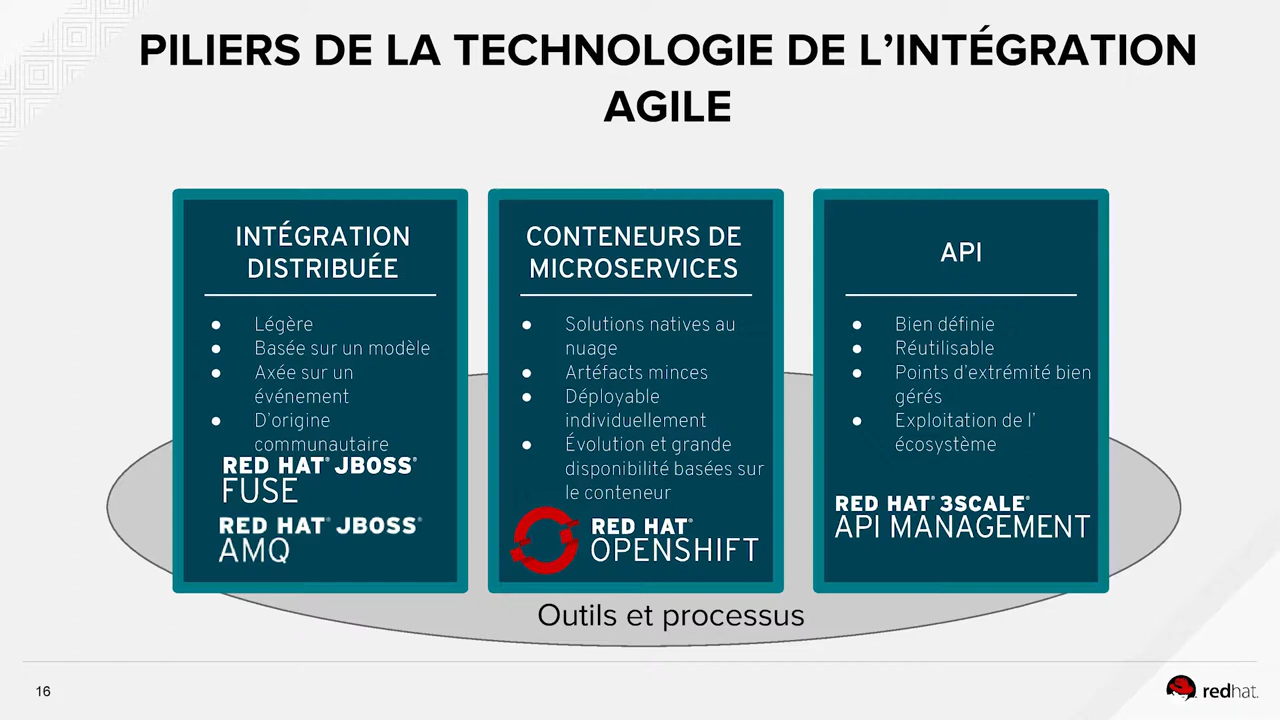 PILIERS DE LA TECHNOLOGIE DE L’INTÉGRATION
AGILE
INTÉGRATION
DISTRIBUÉE
● Légère
● Basée sur un modèle
● Axée sur un
événement
● D’origine
communautaire
RED HAT® JBOSS®
FUSE
RED HAT® JBOSS®
AMQ
CONTENEURS DE
MICROSERVICES
● Solutions natives au
nuage
● Artéfacts minces
● Déployable
individuellement
● Évolution et grande
disponibilité basées sur
le conteneur
RED HAT®
OPENSHIFT
API
● Bien définie
● Réutilisable
● Points d’extrémité bien
gérés
● Exploitation de l’
écosystème
RED HAT® 3SCALE®
API MANAGEMENT
Outils et processus
16
redhat.